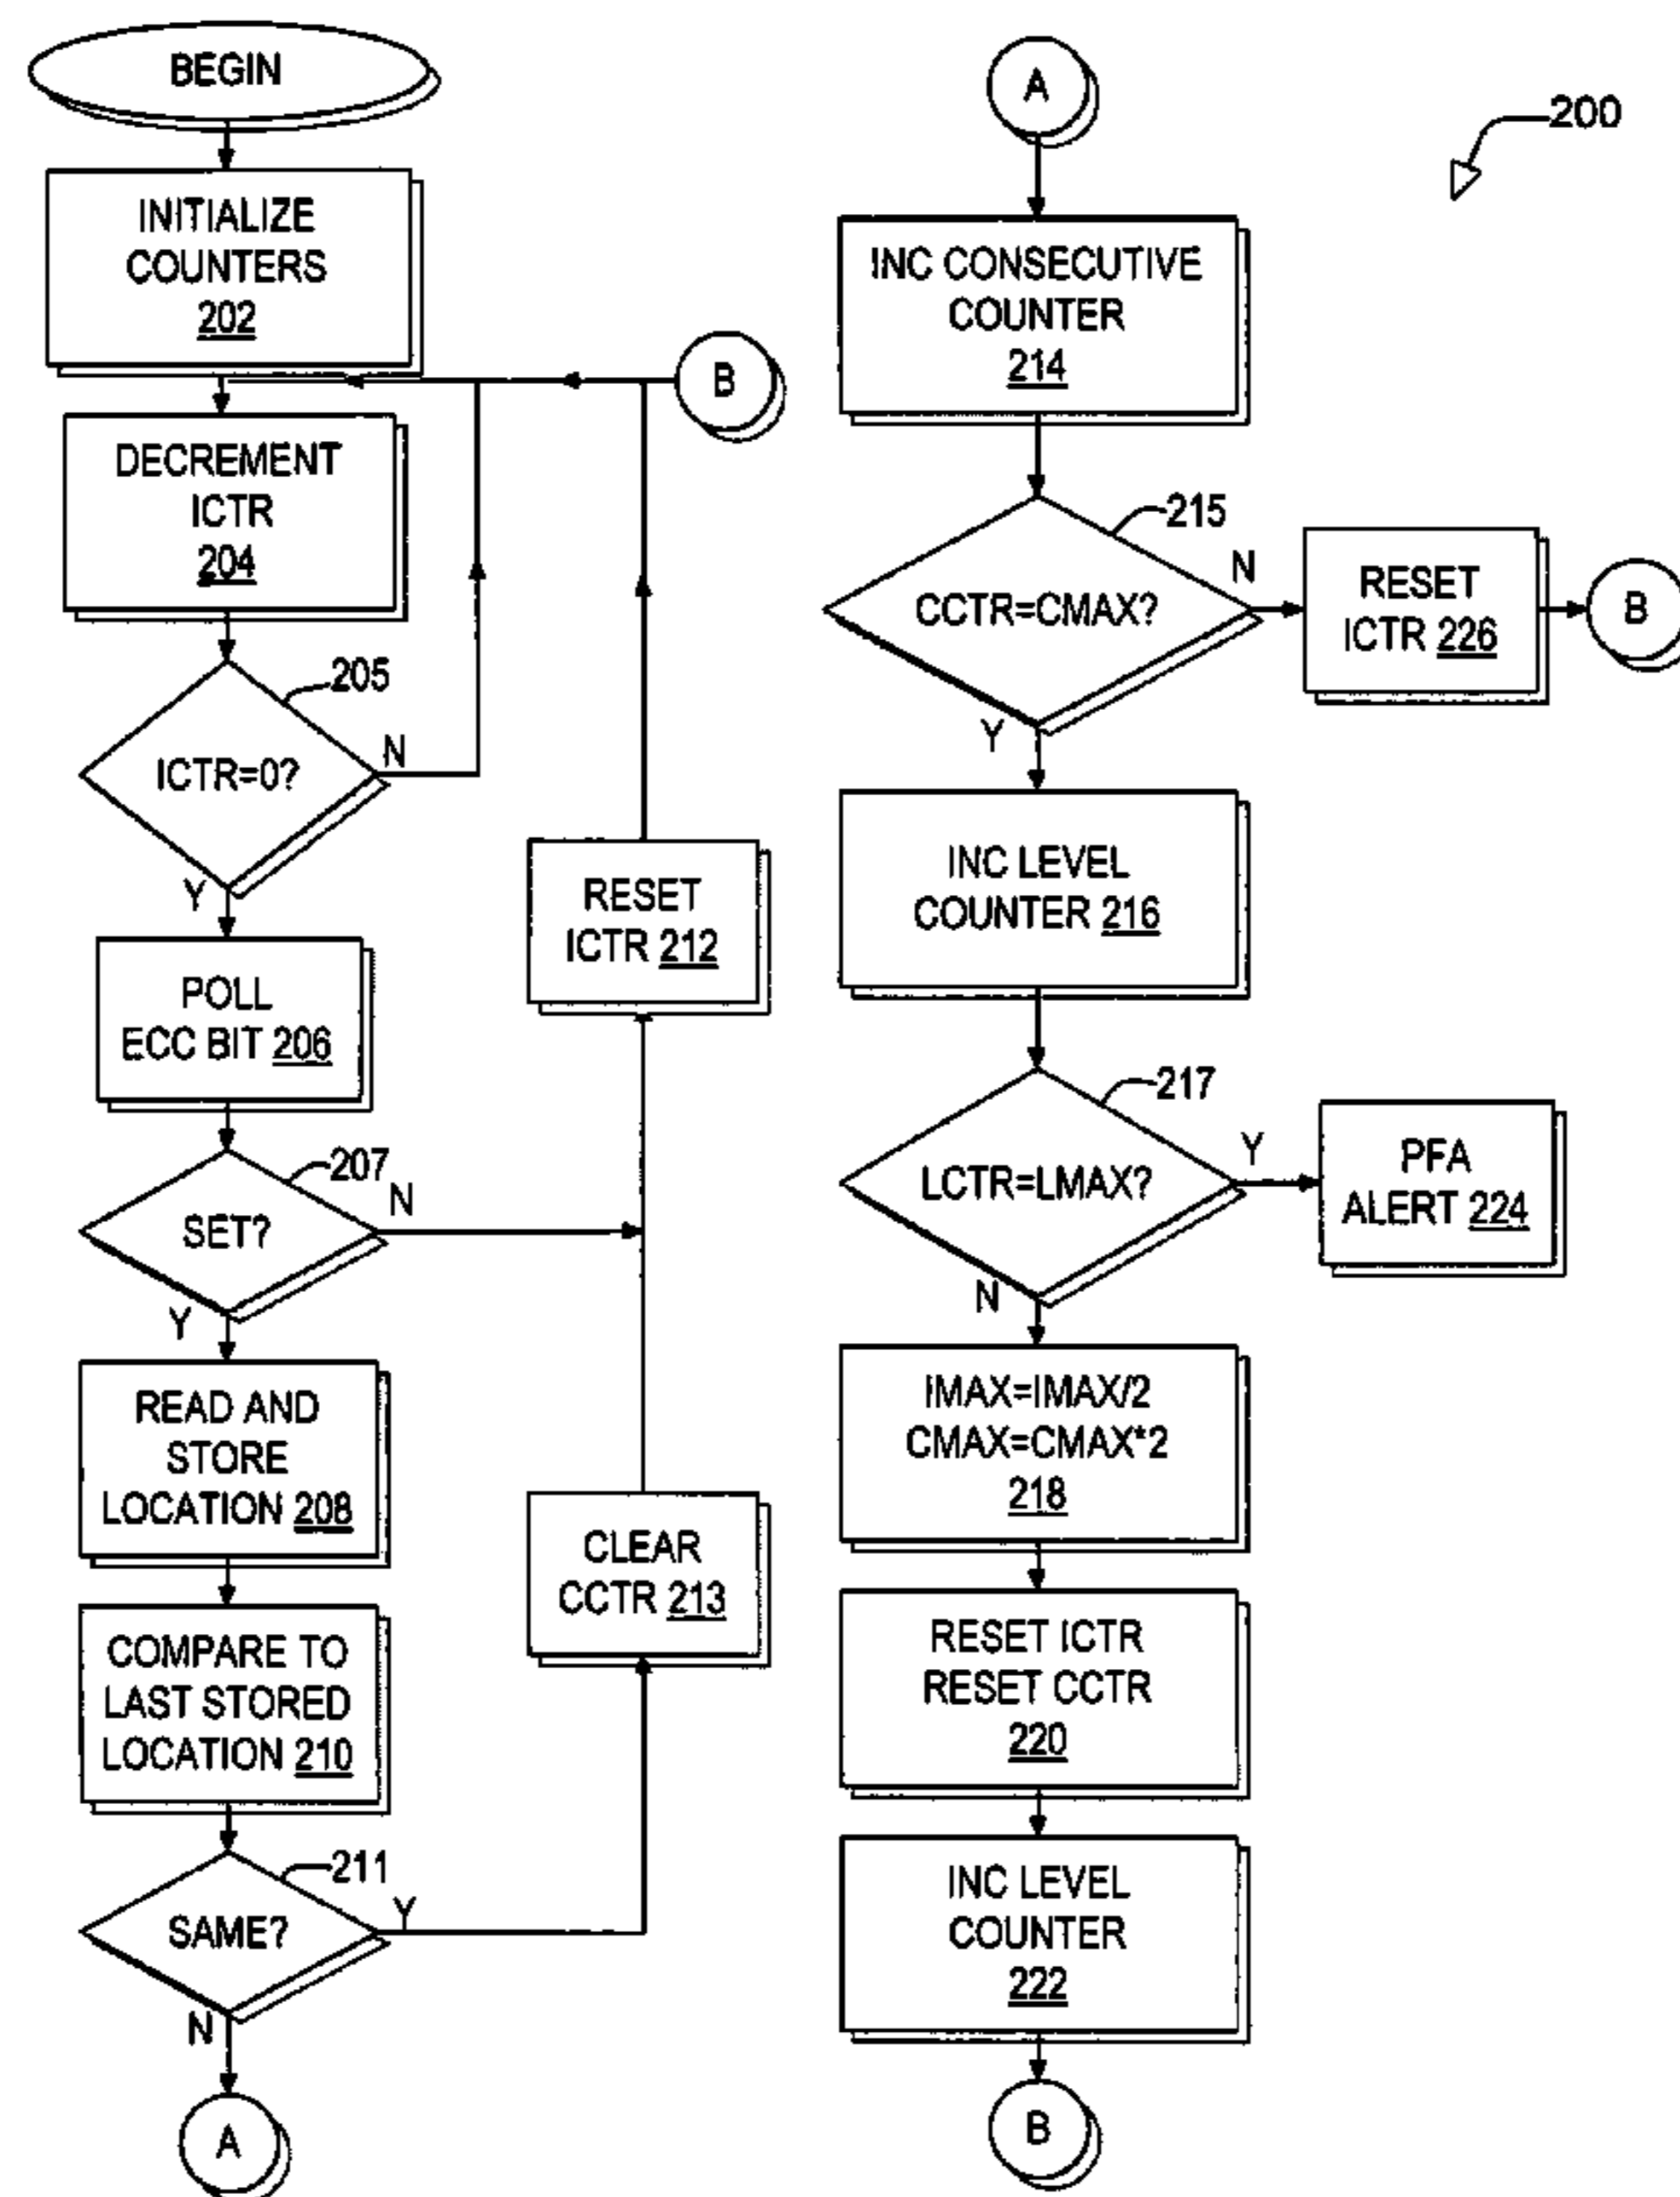 BEGIN
INITIALIZE
COUNTERS
202
B
DECREMENT
ICTR
204
205
ICTR=0?
N
Y
RESET
ICTR 212
POLL
ECC BIT 206
207
SET?
N
Y
READ AND
STORE
LOCATION 208
CLEAR
CCTR 213
COMPARE TO
LAST STORED
LOCATION 210
211
SAME?
Y
N
A
A
200
INC CONSECUTIVE
COUNTER
214
215
CCTR=CMAX?
N
RESET
ICTR 226
B
Y
INC LEVEL
COUNTER 216
217
LCTR=LMAX?
Y
PFA
ALERT 224
N
IMAX=IMAX/2
CMAX=CMAX*2
218
RESET ICTR
RESET CCTR
220
INC LEVEL
COUNTER
222
B